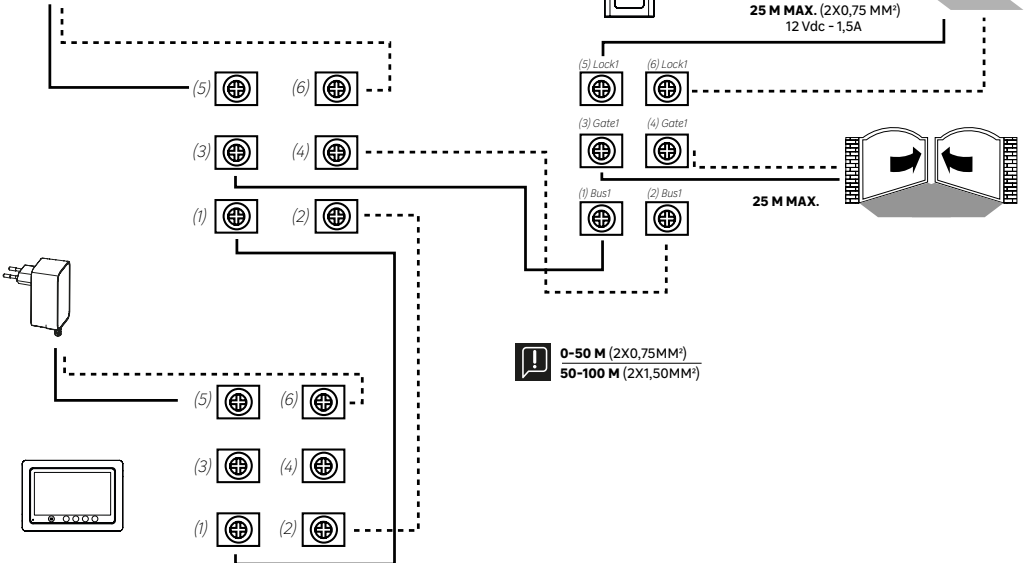 25 M MAX. (2X0,75 MM²)
12 Vdc - 1,5A
(5) Lock1 (6) Lock1
(5) (6)
(3) Gate1 (4) Gate1
(3) (4)
(1) Bus1 (2) Bus1
25 M MAX.
(1) (2)
0-50 M (2X0,75MM²)
50-100 M (2X1,50MM²)
(5) (6)
(3) (4)
(1) (2)